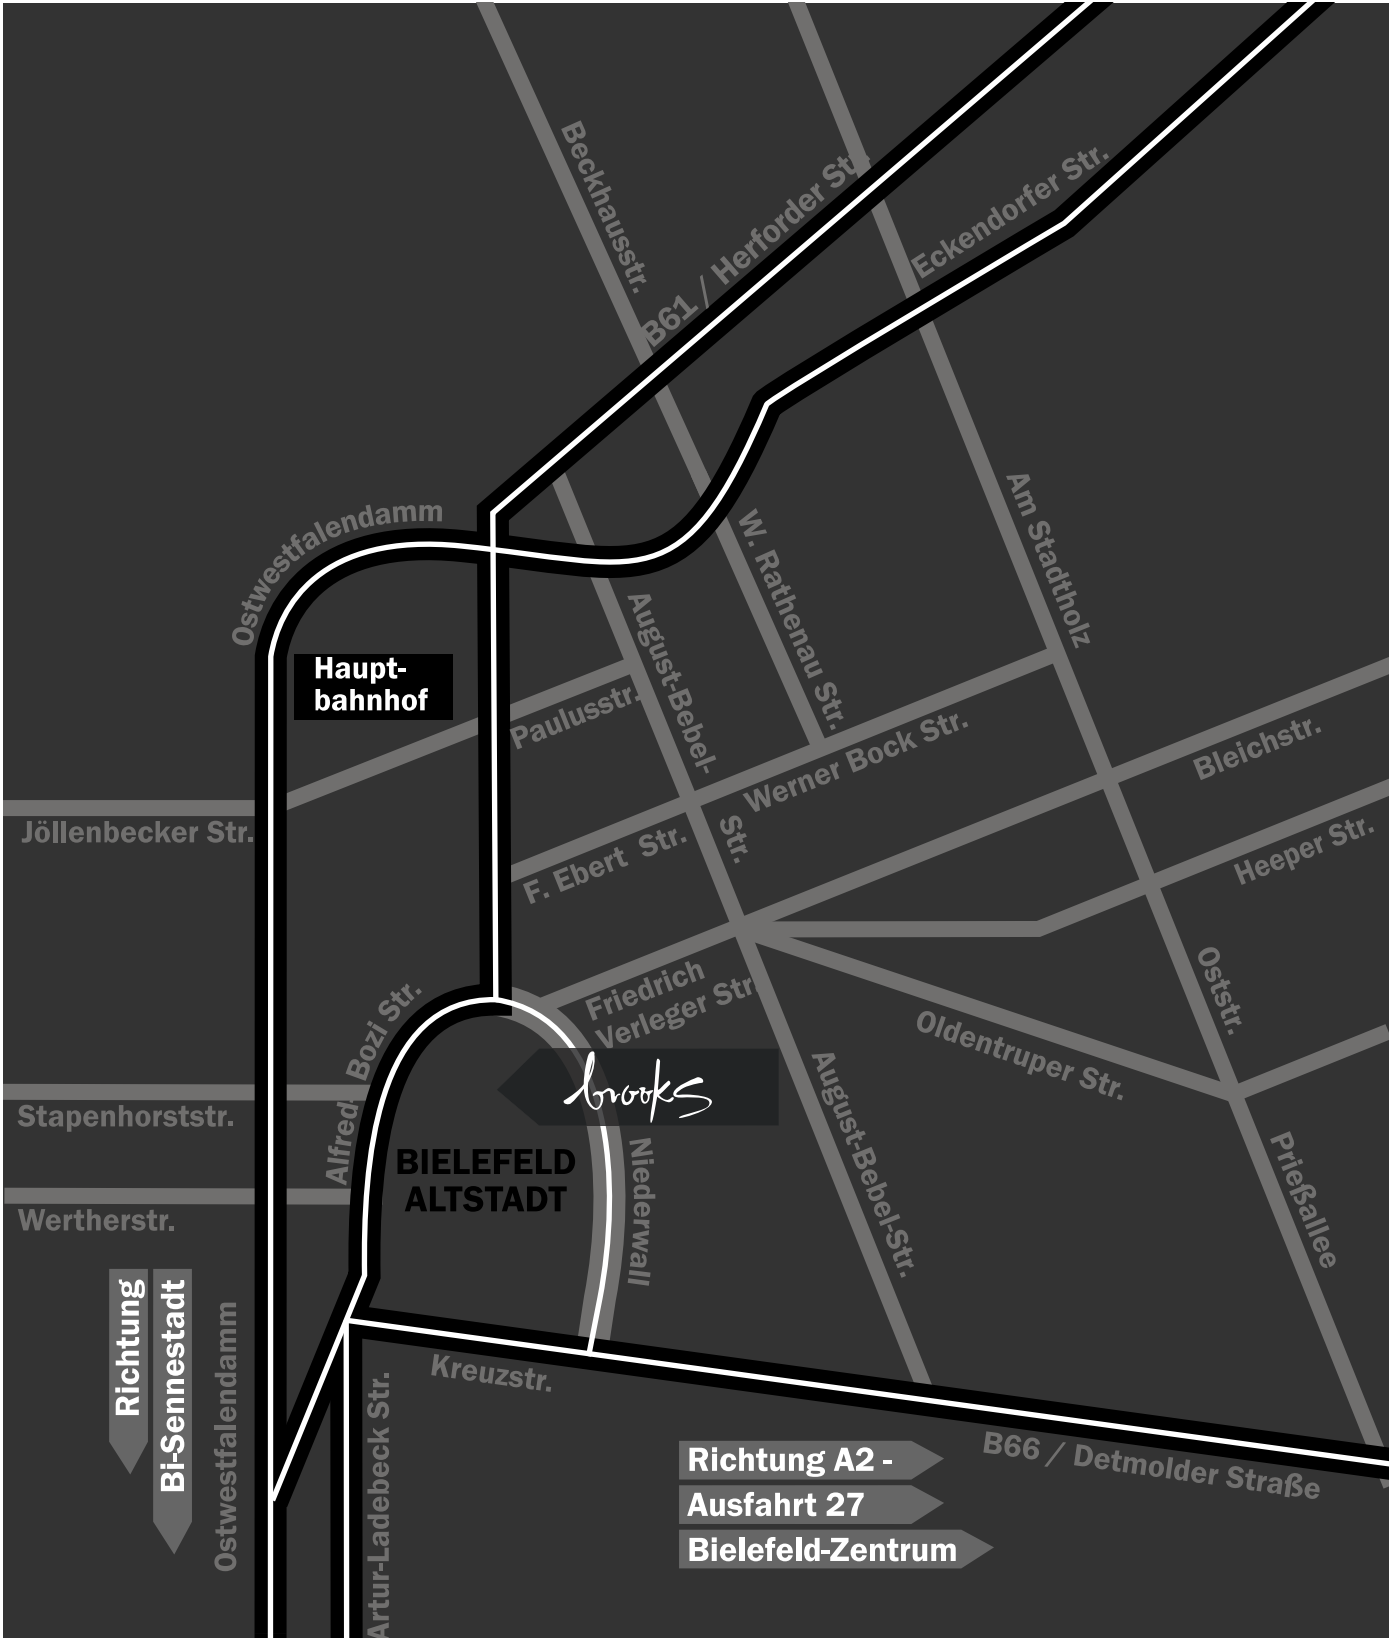 Beckhausstr.
B61 / Herforder Str.
Eckendorfer Str.
Ostwestfalendamm
Am Stadtholz
W. Rathenau Str.
August-Bebel-
Str.
Haupt-
bahnhof
Paulusstr.
Werner Bock Str.
Bleichstr.
Jöllenbecker Str.
F. Ebert Str.
Heeper Str.
Friedrich
Verleger Str
Oststr.
Alfred-Bozi Str.
Oldentruper Str.
brooks
Stapenhorststr.
August-Bebel-Str.
BIELEFELD
ALTSTADT
Niederwall
Prießallee
Wertherstr.
Richtung
Bi-Sennestadt
Ostwestfalendamm
Artur-Ladebeck Str.
Kreuzstr.
B66 / Detmolder Straße
Richtung A2 -
Ausfahrt 27
Bielefeld-Zentrum